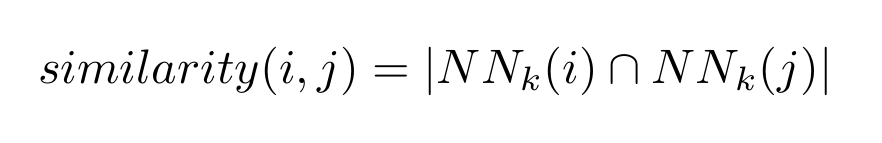 similarity(i, j) = |NN_k(i) ∩ NN_k(j)|